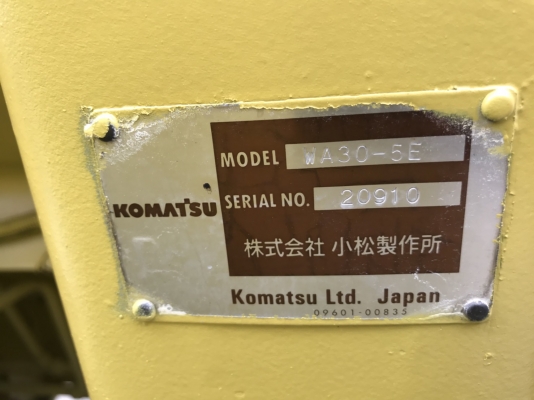 MODEL WA30-5E
KOMATSU
SERIAL NO. 20910
株式会社 小松製作所
Komatsu Ltd. Japan
09601-00835